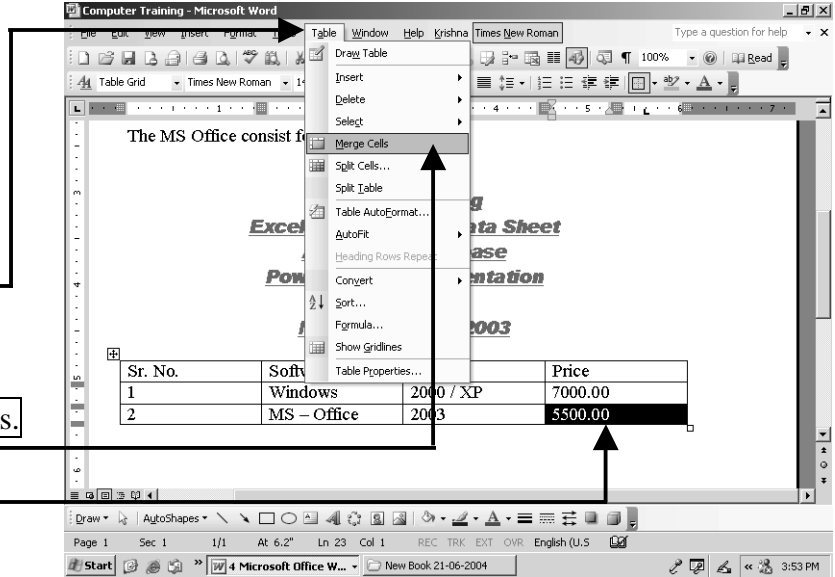 Computer Training - Microsoft Word
File Edit View Insert Format Table Window Help Krishna Times New Roman Type a question for help
Draw Table 100% Read
Table Grid Times New Roman
Insert
Delete
Select
Merge Cells
Split Cells...
Split Table
Table AutoFormat...
AutoFit
Heading Rows Repeat
Convert
Sort...
Formula...
Show Gridlines
Table Properties...
The MS Office consist
Excel Sheet
2003
Sr. No. Price
1 Windows 2000 / XP 7000.00
2 MS – Office 2003 5500.00
s.
Draw AutoShapes
Page 1 Sec 1 1/1 At 6.2" Ln 23 Col 1 REC TRK EXT OVR English (U.S
Start 4 Microsoft Office W... New Book 21-06-2004 3:53 PM